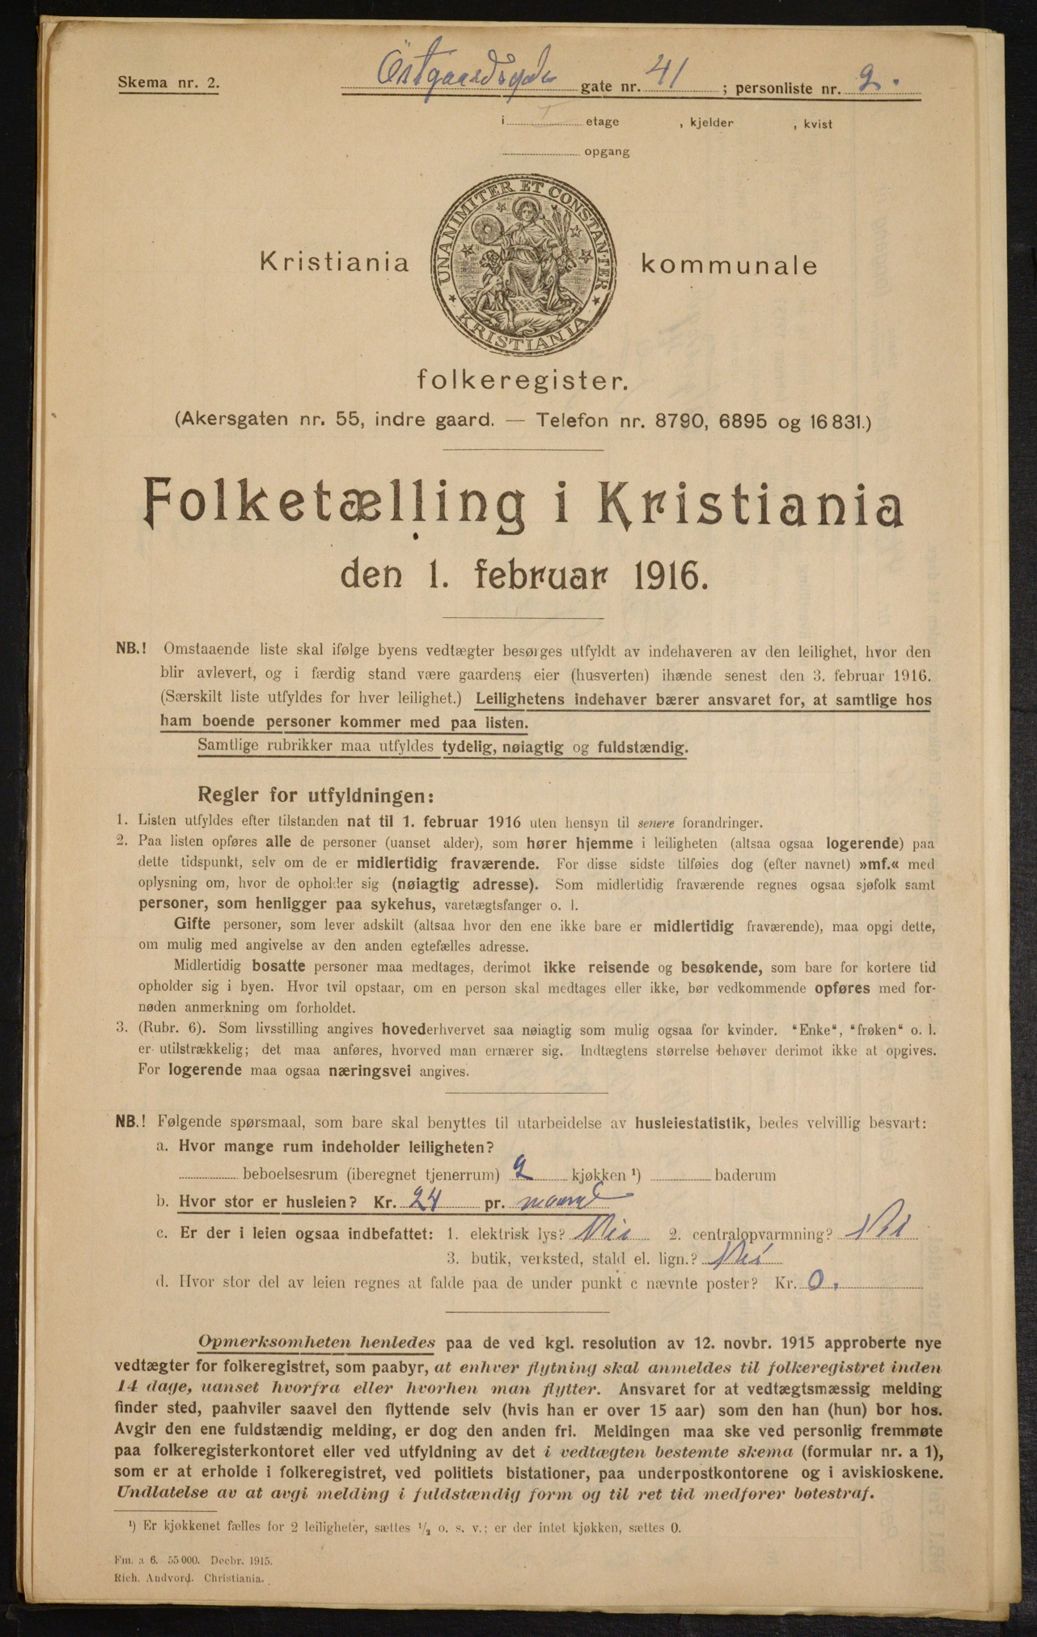 Skema nr. 2.
Østgaardsgade gate nr. 41 ; personliste nr. 2.
i I etage , kjelder , kvist
opgang
UNANIMITER ET CONSTANTER
KRISTIANIA
Kristiania kommunale
folkeregister.
(Akersgaten nr. 55, indre gaard. — Telefon nr. 8790, 6895 og 16 831.)
Folketælling i Kristiania
den 1. februar 1916.
NB.! Omstaaende liste skal ifølge byens vedtægter besørges utfyldt av indehaveren av den leilighet, hvor den
blir avlevert, og i færdig stand være gaardens eier (husverten) ihænde senest den 3. februar 1916.
(Særskilt liste utfyldes for hver leilighet.) Leilighetens indehaver bærer ansvaret for, at samtlige hos
ham boende personer kommer med paa listen.
Samtlige rubrikker maa utfyldes tydelig, nøiagtig og fuldstændig.
Regler for utfyldningen:
1. Listen utfyldes efter tilstanden nat til 1. februar 1916 uten hensyn til senere forandringer.
2. Paa listen opføres alle de personer (uanset alder), som hører hjemme i leiligheten (altsaa ogsaa logerende) paa
dette tidspunkt, selv om de er midlertidig fraværende. For disse sidste tilføies dog (efter navnet) »mf.« med
oplysning om, hvor de opholder sig (nøiagtig adresse). Som midlertidig fraværende regnes ogsaa sjøfolk samt
personer, som henligger paa sykehus, varetægtsfanger o. l.
Gifte personer, som lever adskilt (altsaa hvor den ene ikke bare er midlertidig fraværende), maa opgi dette,
om mulig med angivelse av den anden egtefælles adresse.
Midlertidig bosatte personer maa medtages, derimot ikke reisende og besøkende, som bare for kortere tid
opholder sig i byen. Hvor tvil opstaar, om en person skal medtages eller ikke, bør vedkommende opføres med for-
nøden anmerkning om forholdet.
3. (Rubr. 6). Som livsstilling angives hovederhvervet saa nøiagtig som mulig ogsaa for kvinder. "Enke", "frøken" o. l.
er utilstrækkelig; det maa anføres, hvorved man ernærer sig. Indtægtens størrelse behøver derimot ikke at opgives.
For logerende maa ogsaa næringsvei angives.
NB.! Følgende spørsmaal, som bare skal benyttes til utarbeidelse av husleiestatistik, bedes velvillig besvart:
a. Hvor mange rum indeholder leiligheten?
beboelsesrum (iberegnet tjenerrum) 2 kjøkken ¹) baderum
b. Hvor stor er husleien? Kr. 24 pr. maaned
c. Er der i leien ogsaa indbefattet: 1. elektrisk lys? Nei 2. centralopvarmning? Nei
3. butik, verksted, stald el. lign.? Nei
d. Hvor stor del av leien regnes at falde paa de under punkt c nævnte poster? Kr. 0.
Opmerksomheten henledes paa de ved kgl. resolution av 12. novbr. 1915 approberte nye
vedtægter for folkeregistret, som paabyr, at enhver flytning skal anmeldes til folkeregistret inden
14 dage, uanset hvorfra eller hvorhen man flytter. Ansvaret for at vedtægtsmæssig melding
finder sted, paahviler saavel den flyttende selv (hvis han er over 15 aar) som den han (hun) bor hos.
Avgir den ene fuldstændig melding, er dog den anden fri. Meldingen maa ske ved personlig fremmøte
paa folkeregisterkontoret eller ved utfyldning av det i vedtægten bestemte skema (formular nr. a 1),
som er at erholde i folkeregistret, ved politiets bistationer, paa underpostkontorene og i aviskioskene.
Undlatelse av at avgi melding i fuldstændig form og til ret tid medfører bøtestraf.
¹) Er kjøkkenet fælles for 2 leiligheter, sættes ½ o. s. v.; er der intet kjøkken, sættes 0.
Fm. a 6. 55 000. Decbr. 1915.
Rich. Andvord. Christiania.